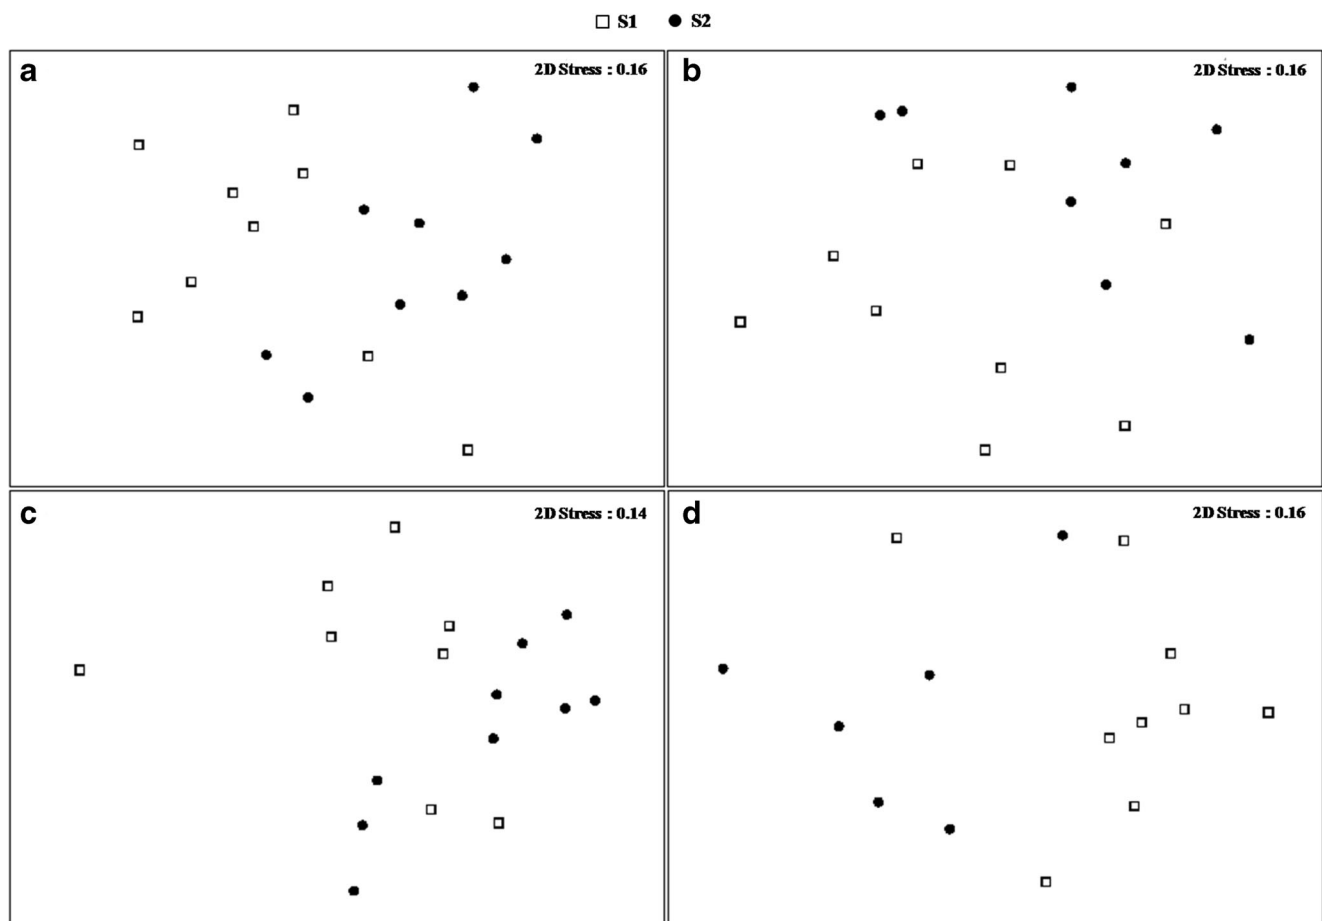 S1 S2
a 2D Stress : 0.16
b 2D Stress : 0.16
c 2D Stress : 0.14
d 2D Stress : 0.16